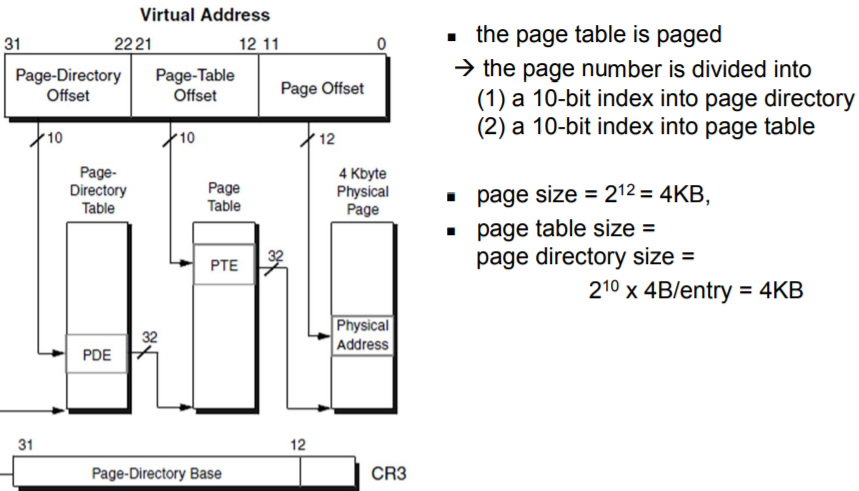 Virtual Address
31 22 21 12 11 0
Page-Directory
Offset
Page-Table
Offset
Page Offset
10 10 12
Page-
Directory
Table
Page
Table
4 Kbyte
Physical
Page
PTE
32
Physical
Address
PDE
32
31 12
Page-Directory Base
CR3
▪ the page table is paged
→ the page number is divided into
(1) a 10-bit index into page directory
(2) a 10-bit index into page table
▪ page size = 2¹² = 4KB,
▪ page table size =
page directory size =
2¹⁰ x 4B/entry = 4KB